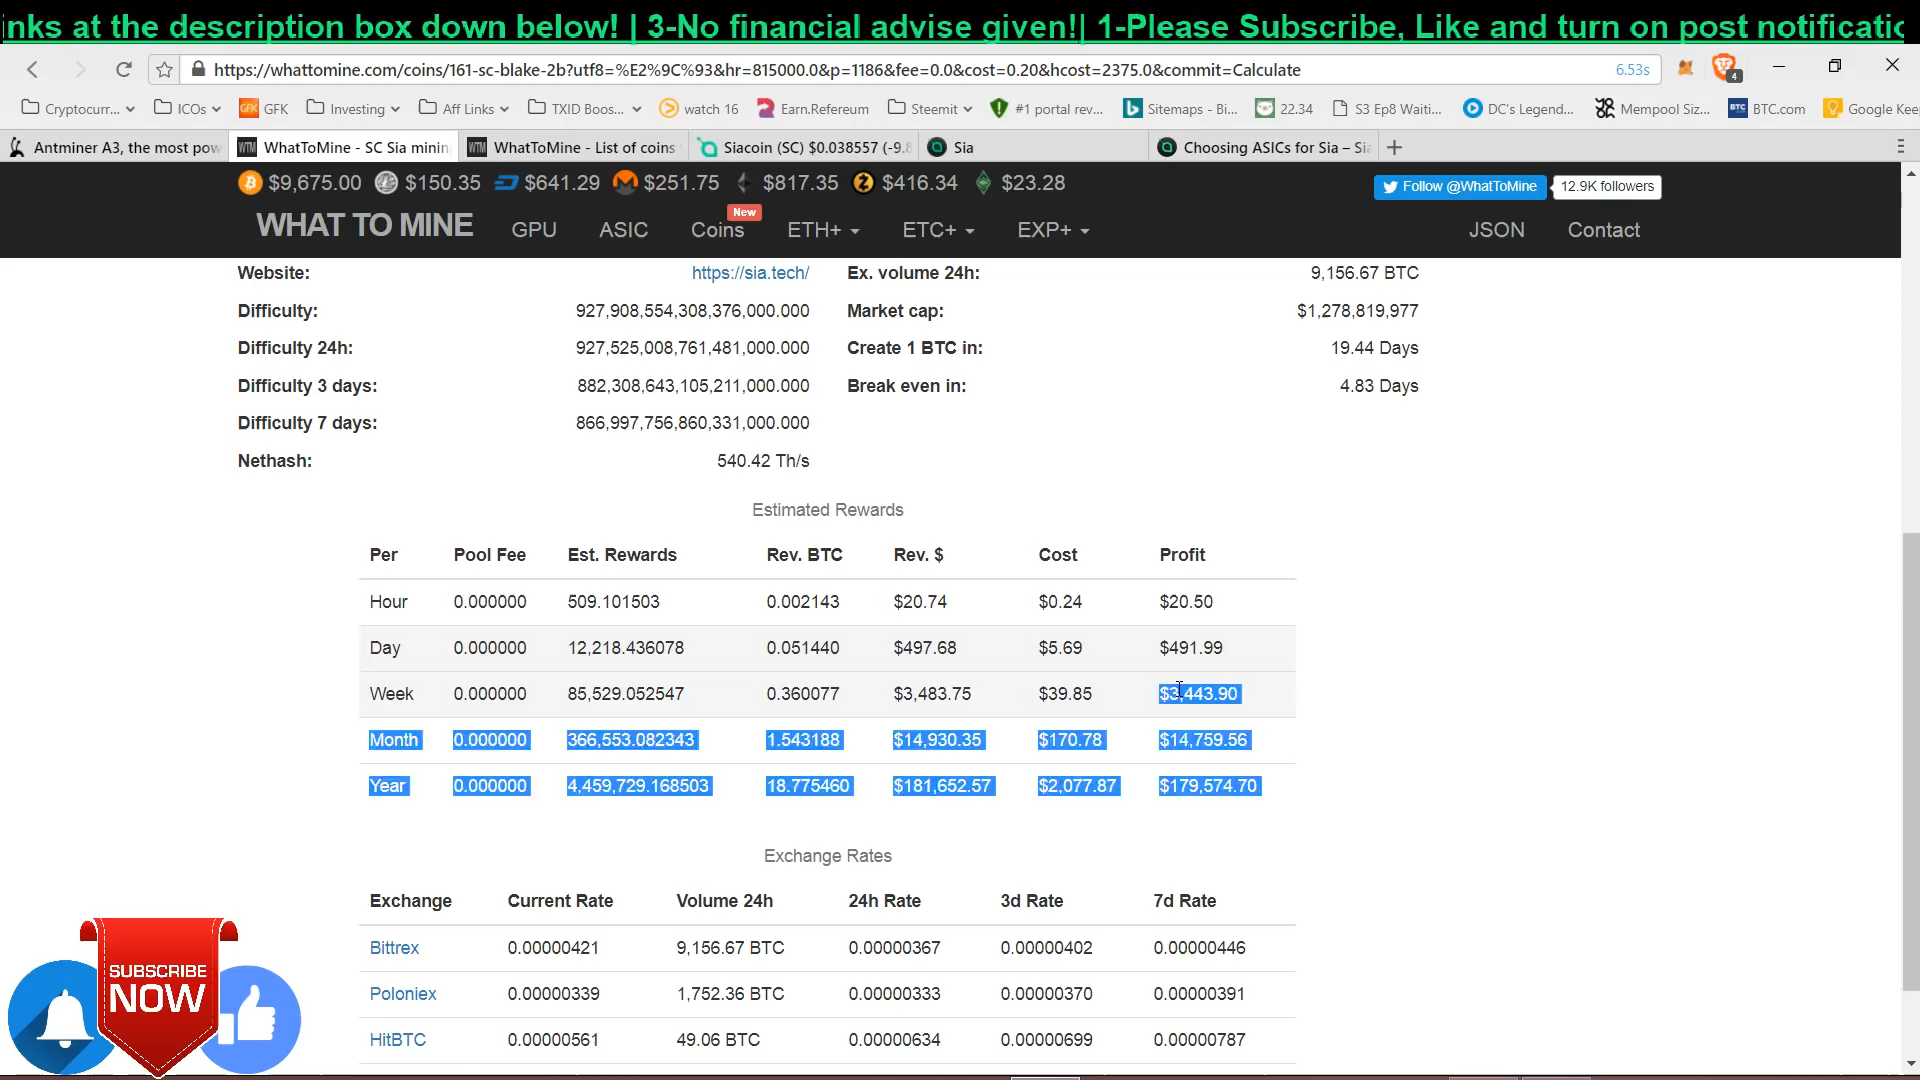 nks at the description box down below! | 3-No financial advise given!| 1-Please Subscribe, Like and turn on post notificatio
https://whattomine.com/coins/161-sc-blake-2b?utf8=%E2%9C%93&hr=815000.0&p=1186&fee=0.0&cost=0.20&hcost=2375.0&commit=Calculate 6.53s 4
Cryptocurr... ICOs GFK GFK Investing Aff Links TXID Boos... watch 16 Earn.Refereum Steemit #1 portal rev... Sitemaps - Bi... 22.34 S3 Ep8 Waiti... DC's Legend... Mempool Siz... BTC BTC.com Google Kee
Antminer A3, the most pow WTM WhatToMine - SC Sia minin WTM WhatToMine - List of coins Siacoin (SC) $0.038557 (-9.8 Sia Choosing ASICs for Sia – Sia
$9,675.00 $150.35 $641.29 $251.75 $817.35 $416.34 $23.28 Follow @WhatToMine 12.9K followers
WHAT TO MINE GPU ASIC Coins New ETH+ ETC+ EXP+ JSON Contact
Website: https://sia.tech/ Ex. volume 24h: 9,156.67 BTC
Difficulty: 927,908,554,308,376,000.000 Market cap: $1,278,819,977
Difficulty 24h: 927,525,008,761,481,000.000 Create 1 BTC in: 19.44 Days
Difficulty 3 days: 882,308,643,105,211,000.000 Break even in: 4.83 Days
Difficulty 7 days: 866,997,756,860,331,000.000
Nethash: 540.42 Th/s
Estimated Rewards
Per Pool Fee Est. Rewards Rev. BTC Rev. $ Cost Profit
Hour 0.000000 509.101503 0.002143 $20.74 $0.24 $20.50
Day 0.000000 12,218.436078 0.051440 $497.68 $5.69 $491.99
Week 0.000000 85,529.052547 0.360077 $3,483.75 $39.85 $3,443.90
Month 0.000000 366,553.082343 1.543188 $14,930.35 $170.78 $14,759.56
Year 0.000000 4,459,729.168503 18.775460 $181,652.57 $2,077.87 $179,574.70
Exchange Rates
Exchange Current Rate Volume 24h 24h Rate 3d Rate 7d Rate
Bittrex 0.00000421 9,156.67 BTC 0.00000367 0.00000402 0.00000446
Poloniex 0.00000339 1,752.36 BTC 0.00000333 0.00000370 0.00000391
HitBTC 0.00000561 49.06 BTC 0.00000634 0.00000699 0.00000787
SUBSCRIBE
NOW